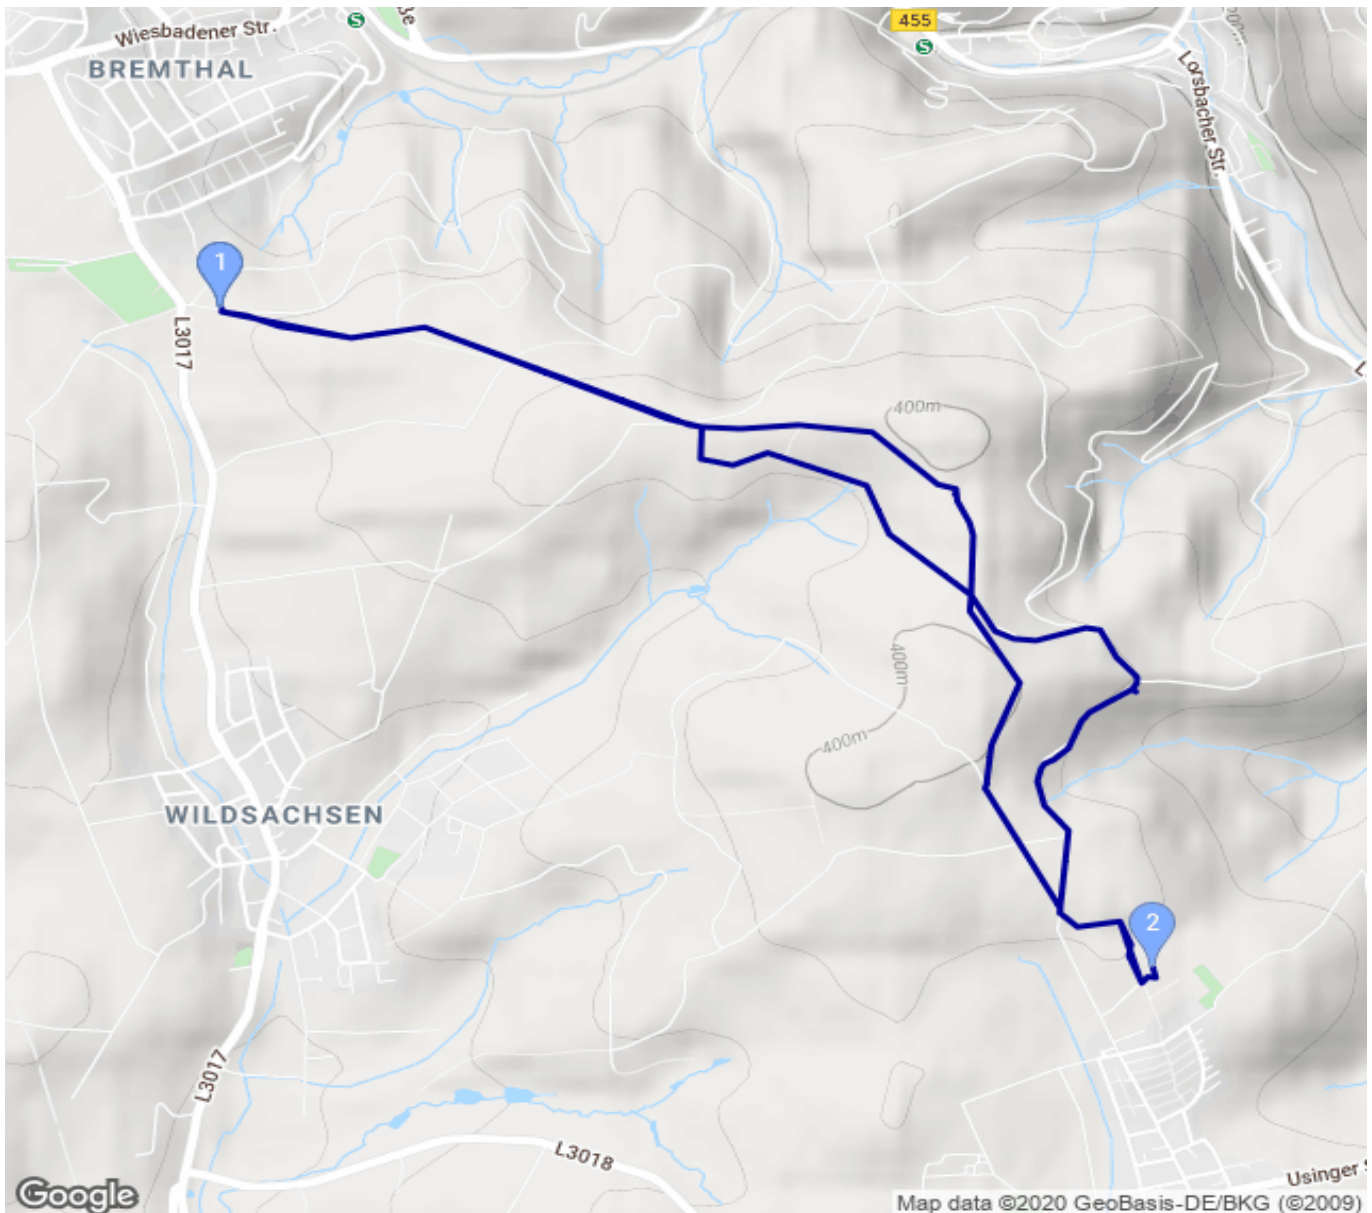 Wiesbadener Str.
BREMTHAL
455
S
S
Lorsbacher Str.
200m
1
L3017
400m
400m
400m
WILDSACHSEN
2
L3017
L3018
Usinger S
Google
Map data ©2020 GeoBasis-DE/BKG (©2009)